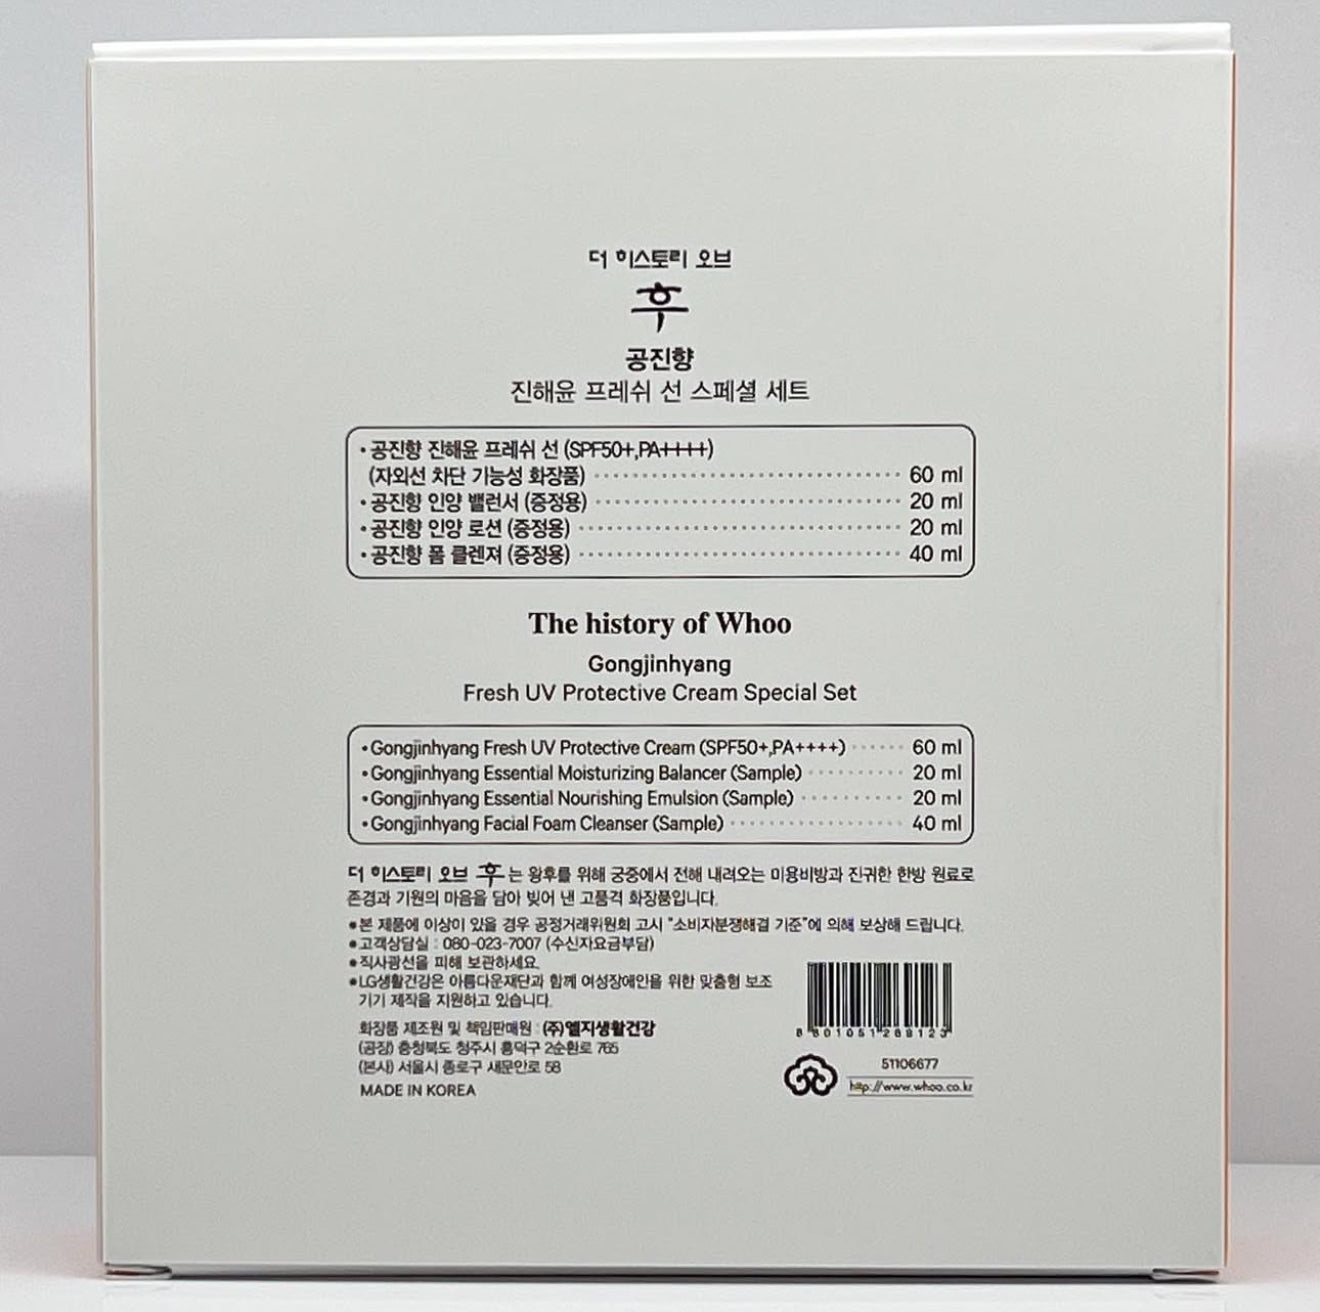 더 히스토리 오브
후
공진향
진해윤 프레쉬 선 스페셜 세트
• 공진향 진해윤 프레쉬 선 (SPF50+,PA++++)
(자외선 차단 기능성 화장품) 60 ml
• 공진향 인양 밸런서 (증정용) 20 ml
• 공진향 인양 로션 (증정용) 20 ml
• 공진향 폼 클렌져 (증정용) 40 ml
The history of Whoo
Gongjinhyang
Fresh UV Protective Cream Special Set
• Gongjinhyang Fresh UV Protective Cream (SPF50+,PA++++) 60 ml
• Gongjinhyang Essential Moisturizing Balancer (Sample) 20 ml
• Gongjinhyang Essential Nourishing Emulsion (Sample) 20 ml
• Gongjinhyang Facial Foam Cleanser (Sample) 40 ml
더 히스토리 오브 후는 왕후를 위해 궁중에서 전해 내려오는 미용비방과 진귀한 한방 원료로
존경과 기원의 마음을 담아 빚어 낸 고품격 화장품입니다.
● 본 제품에 이상이 있을 경우 공정거래위원회 고시 "소비자분쟁해결 기준"에 의해 보상해 드립니다.
● 고객상담실 : 080-023-7007 (수신자요금부담)
● 직사광선을 피해 보관하세요.
● LG생활건강은 아름다운재단과 함께 여성장애인을 위한 맞춤형 보조
기기 제작을 지원하고 있습니다.
화장품 제조원 및 책임판매원 : (주)엘지생활건강
(공장) 충청북도 청주시 흥덕구 2순환로 765
(본사) 서울시 종로구 새문안로 58
MADE IN KOREA
8 801051 289123
51106677
http://www.whoo.co.kr